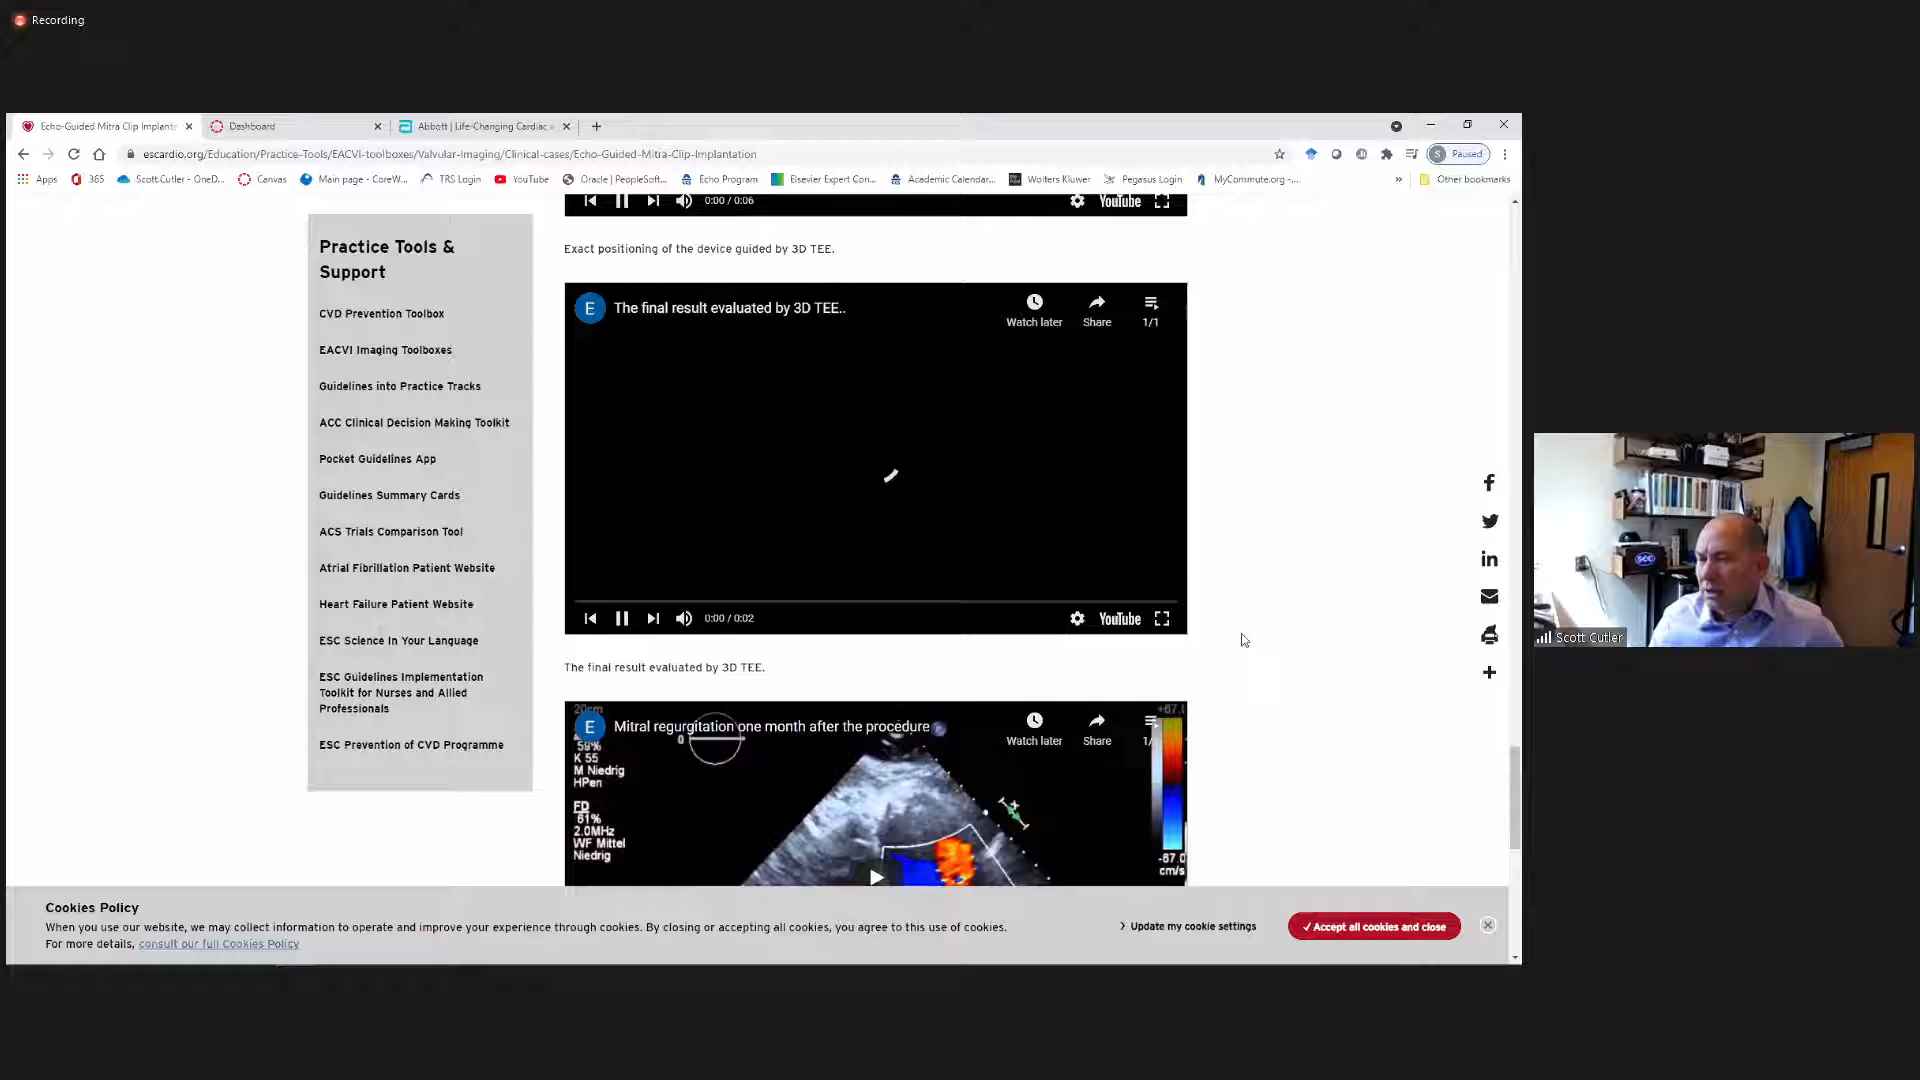 Recording
Echo-Guided Mitra Clip Implant
Dashboard
Abbott | Life-Changing Cardiac
escardio.org/Education/Practice-Tools/EACVI-toolboxes/Valvular-Imaging/Clinical-cases/Echo-Guided-Mitra-Clip-Implantation
S Paused
Apps
365
Scott.Cutler - OneD...
Canvas
Main page - CoreW...
TRS Login
YouTube
Oracle | PeopleSoft...
Echo Program
Elsevier Expert Con...
Academic Calendar...
Wolters Kluwer
Pegasus Login
MyCommute.org -...
»
Other bookmarks
0:00 / 0:06
YouTube
Practice Tools &
Support
CVD Prevention Toolbox
EACVI Imaging Toolboxes
Guidelines into Practice Tracks
ACC Clinical Decision Making Toolkit
Pocket Guidelines App
Guidelines Summary Cards
ACS Trials Comparison Tool
Atrial Fibrillation Patient Website
Heart Failure Patient Website
ESC Science In Your Language
ESC Guidelines Implementation
Toolkit for Nurses and Allied
Professionals
ESC Prevention of CVD Programme
Exact positioning of the device guided by 3D TEE.
E The final result evaluated by 3D TEE..
Watch later
Share
1/1
0:00 / 0:02
YouTube
The final result evaluated by 3D TEE.
20cm
E Mitral regurgitation one month after the procedure
Watch later
Share
0
58%
K 55
M Niedrig
HPen
FD
61%
2.0MHz
WF Mittel
Niedrig
-67.0
cm/s
Scott Cutler
SCC
Cookies Policy
When you use our website, we may collect information to operate and improve your experience through cookies. By closing or accepting all cookies, you agree to this use of cookies.
For more details, consult our full Cookies Policy
> Update my cookie settings
✓ Accept all cookies and close